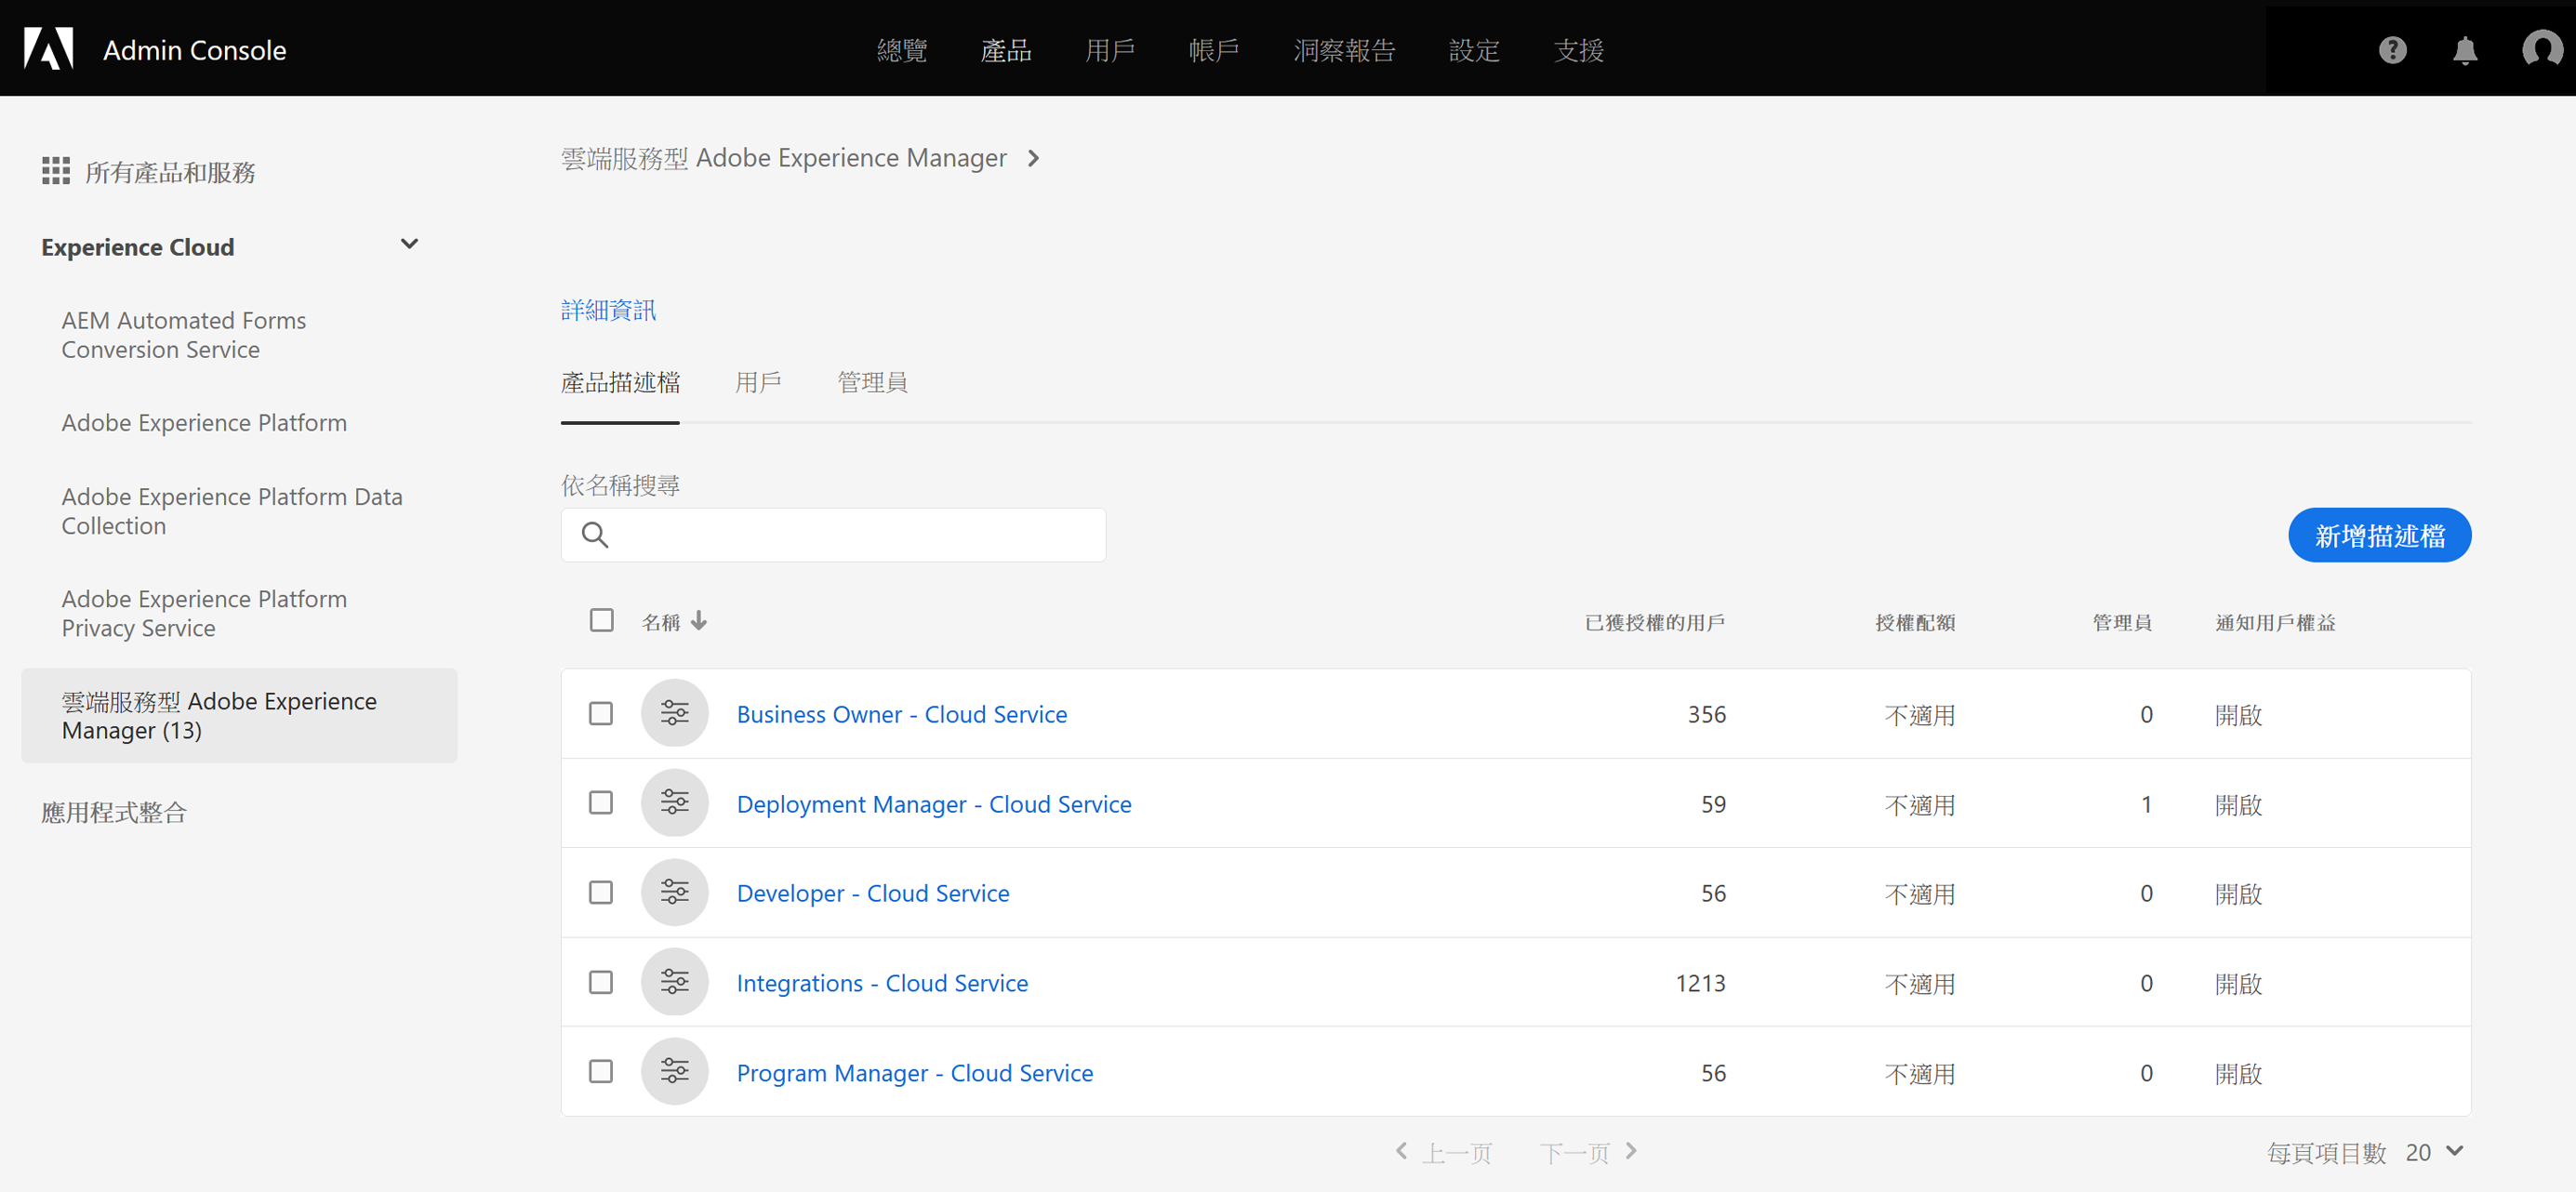 Admin Console
總覽 產品 用戶 帳戶 洞察報告 設定 支援
所有產品和服務
Experience Cloud
AEM Automated Forms
Conversion Service
Adobe Experience Platform
Adobe Experience Platform Data
Collection
Adobe Experience Platform
Privacy Service
雲端服務型 Adobe Experience
Manager (13)
應用程式整合
雲端服務型 Adobe Experience Manager
詳細資訊
產品描述檔 用戶 管理員
依名稱搜尋
新增描述檔
名稱 已獲授權的用戶 授權配額 管理員 通知用戶權益
Business Owner - Cloud Service 356 不適用 0 開啟
Deployment Manager - Cloud Service 59 不適用 1 開啟
Developer - Cloud Service 56 不適用 0 開啟
Integrations - Cloud Service 1213 不適用 0 開啟
Program Manager - Cloud Service 56 不適用 0 開啟
上一页 下一页 每頁項目數 20